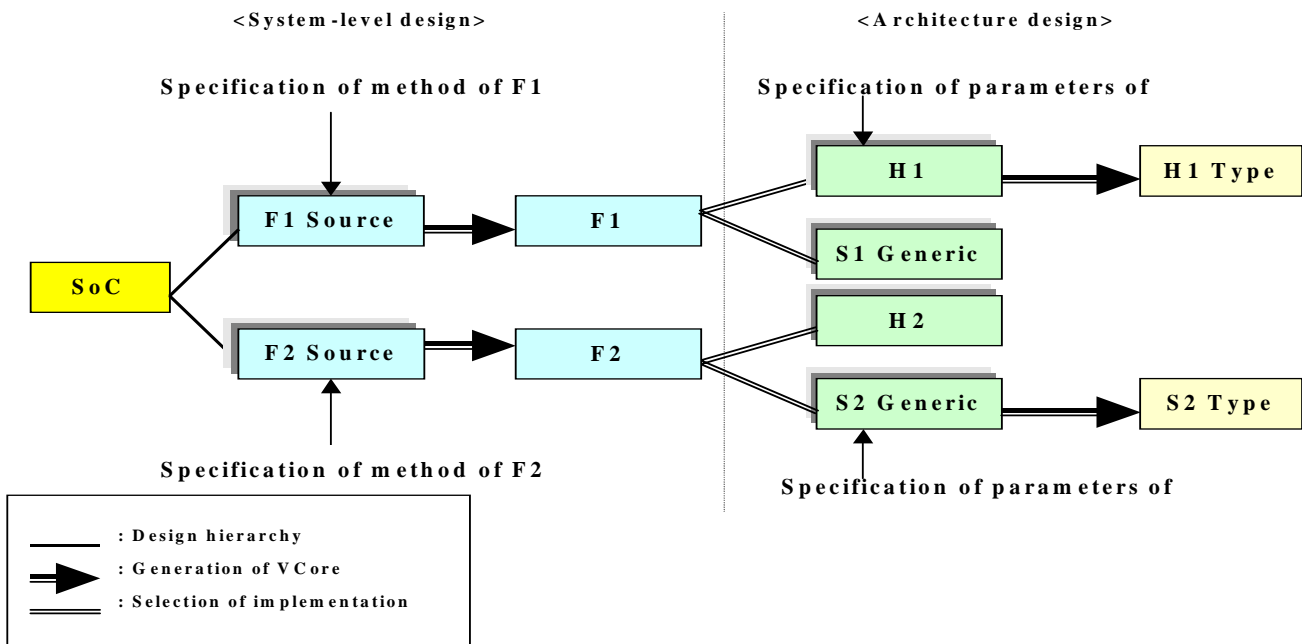 <System-level design>
<Architecture design>
Specification of method of F1
Specification of parameters of
H1
H1 Type
F1 Source
F1
S1 Generic
SoC
H2
F2 Source
F2
S2 Generic
S2 Type
Specification of method of F2
Specification of parameters of
: Design hierarchy
: Generation of VCore
: Selection of implementation